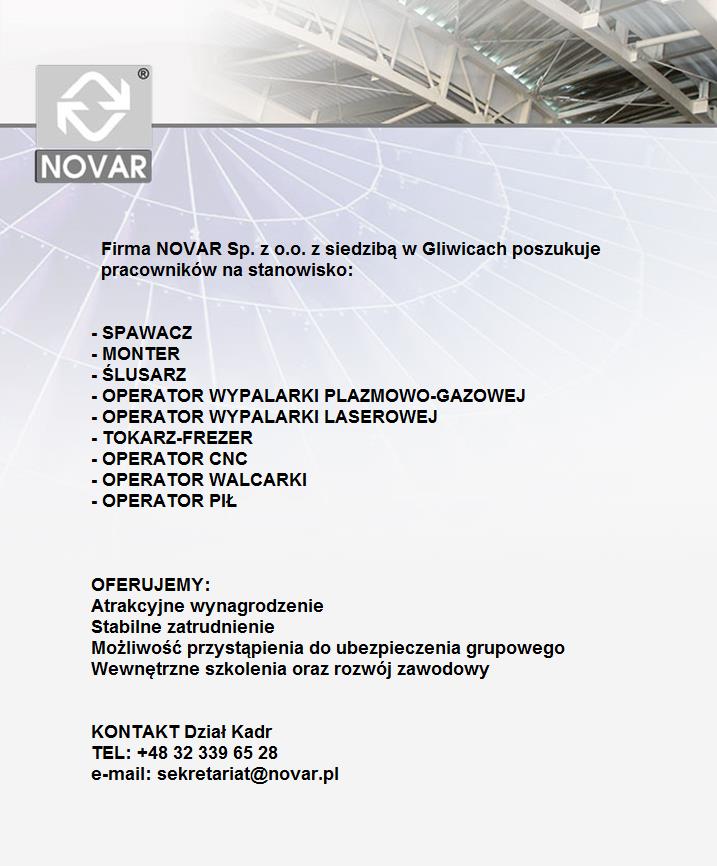 ®
NOVAR
Firma NOVAR Sp. z o.o. z siedzibą w Gliwicach poszukuje
pracowników na stanowisko:
- SPAWACZ
- MONTER
- ŚLUSARZ
- OPERATOR WYPALARKI PLAZMOWO-GAZOWEJ
- OPERATOR WYPALARKI LASEROWEJ
- TOKARZ-FREZER
- OPERATOR CNC
- OPERATOR WALCARKI
- OPERATOR PIŁ
OFERUJEMY:
Atrakcyjne wynagrodzenie
Stabilne zatrudnienie
Możliwość przystąpienia do ubezpieczenia grupowego
Wewnętrzne szkolenia oraz rozwój zawodowy
KONTAKT Dział Kadr
TEL: +48 32 339 65 28
e-mail: sekretariat@novar.pl